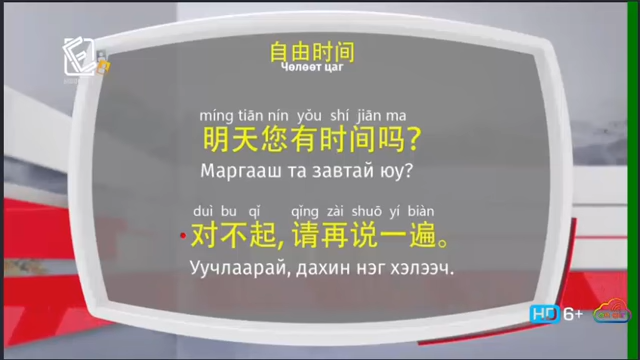 自由时间
Чөлөөт цаг
míng tiān nín yǒu shí jiān ma
明天您有时间吗?
Маргааш та завтай юу?
duì bu qǐ qǐng zài shuō yí biàn
对不起, 请再说一遍。
Уучлаарай, дахин нэг хэлээч.
HD 6+